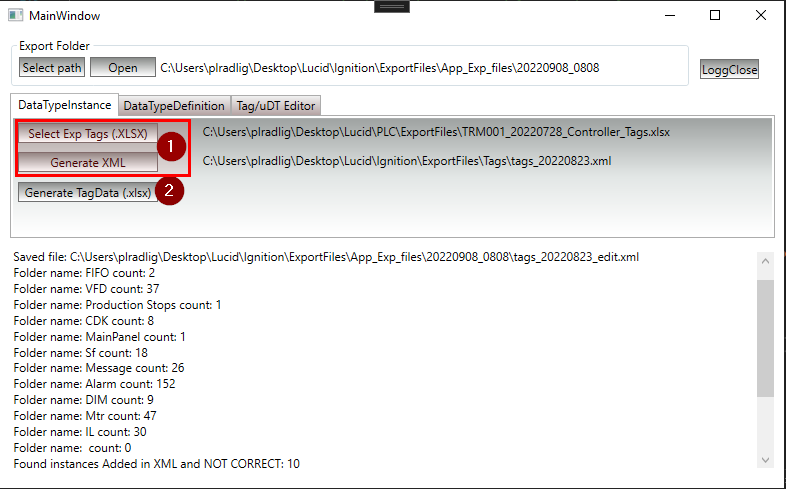 MainWindow
Export Folder
Select path Open C:\Users\plradlig\Desktop\Lucid\Ignition\ExportFiles\App_Exp_files\20220908_0808
LoggClose
DataTypeInstance DataTypeDefinition Tag/uDT Editor
Select Exp Tags (.XLSX) C:\Users\plradlig\Desktop\Lucid\PLC\ExportFiles\TRM001_20220728_Controller_Tags.xlsx
1
Generate XML C:\Users\plradlig\Desktop\Lucid\Ignition\ExportFiles\Tags\tags_20220823.xml
Generate TagData (.xlsx) 2
Saved file: C:\Users\plradlig\Desktop\Lucid\Ignition\ExportFiles\App_Exp_files\20220908_0808\tags_20220823_edit.xml
Folder name: FIFO count: 2
Folder name: VFD count: 37
Folder name: Production Stops count: 1
Folder name: CDK count: 8
Folder name: MainPanel count: 1
Folder name: Sf count: 18
Folder name: Message count: 26
Folder name: Alarm count: 152
Folder name: DIM count: 9
Folder name: Mtr count: 47
Folder name: IL count: 30
Folder name:  count: 0
Found instances Added in XML and NOT CORRECT: 10